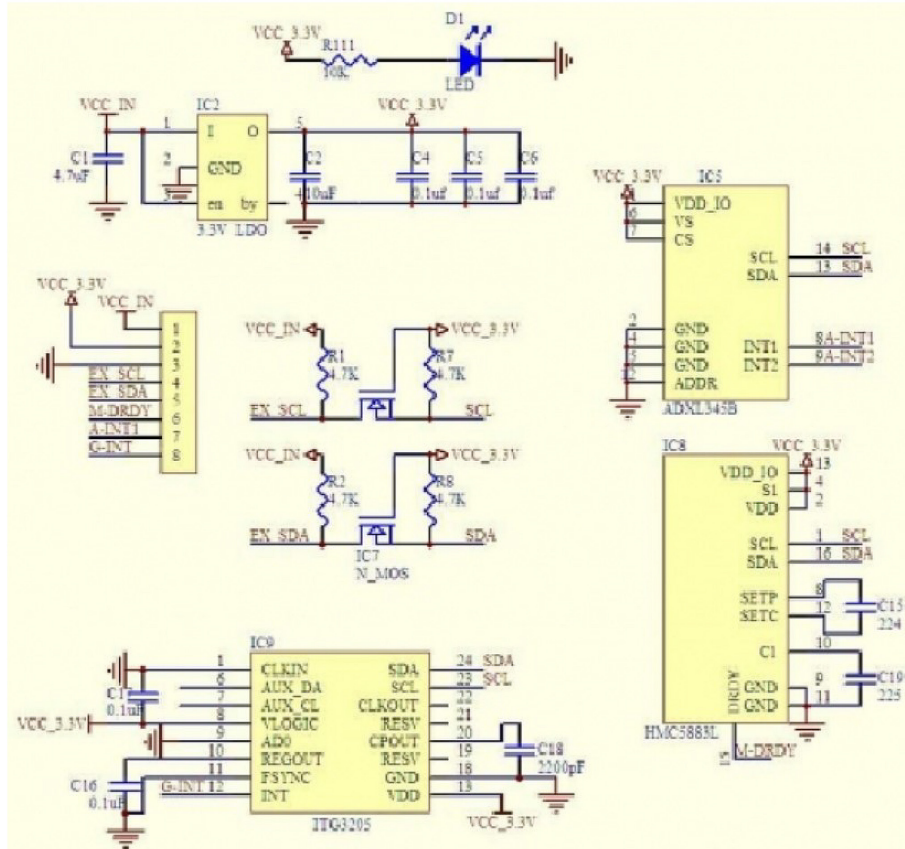 D1
VCC_3.3V
R111
10K
LED
VCC_IN
IC2
VCC_3.3V
1
I
O
5
C1
4.7uF
2
GND
C2
10uF
C4
0.1uF
C5
0.1uF
C6
0.1uF
en
by
3.3V LDO
IC5
VCC_3.3V
VDD_IO
6
VS
7
CS
SCL
14
SCL
SDA
13
SDA
GND
4
GND
GND
ADDR
INT1
8
A-INT1
INT2
9
A-INT2
ADXL345B
VCC_3.3V
VCC_IN
1
2
3
EX_SCL
4
EX_SDA
5
M-DRDY
6
A-INT1
7
G-INT
8
VCC_IN
VCC_3.3V
R1
4.7K
R7
4.7K
EX_SCL
SCL
VCC_IN
VCC_3.3V
R2
4.7K
R8
4.7K
EX_SDA
SDA
IC7
N_MOS
IC8
VCC_3.3V
VDD_IO
13
S1
4
VDD
2
SCL
1
SCL
SDA
16
SDA
SETP
8
SETC
12
C15
224
C1
10
C19
225
GND
9
GND
11
DRDY
15
M-DRDY
HMC5883L
IC9
1
CLKIN
6
AUX_DA
7
AUX_CL
8
VLOGIC
9
AD0
10
REGOUT
11
FSYNC
G-INT
12
INT
SDA
24
SDA
SCL
23
SCL
CLKOUT
22
RESV
21
CPOUT
20
RESV
19
GND
18
VDD
13
0.1uF
VCC_3.3V
C16
0.1uF
C18
2200pF
VCC_3.3V
ITG3205